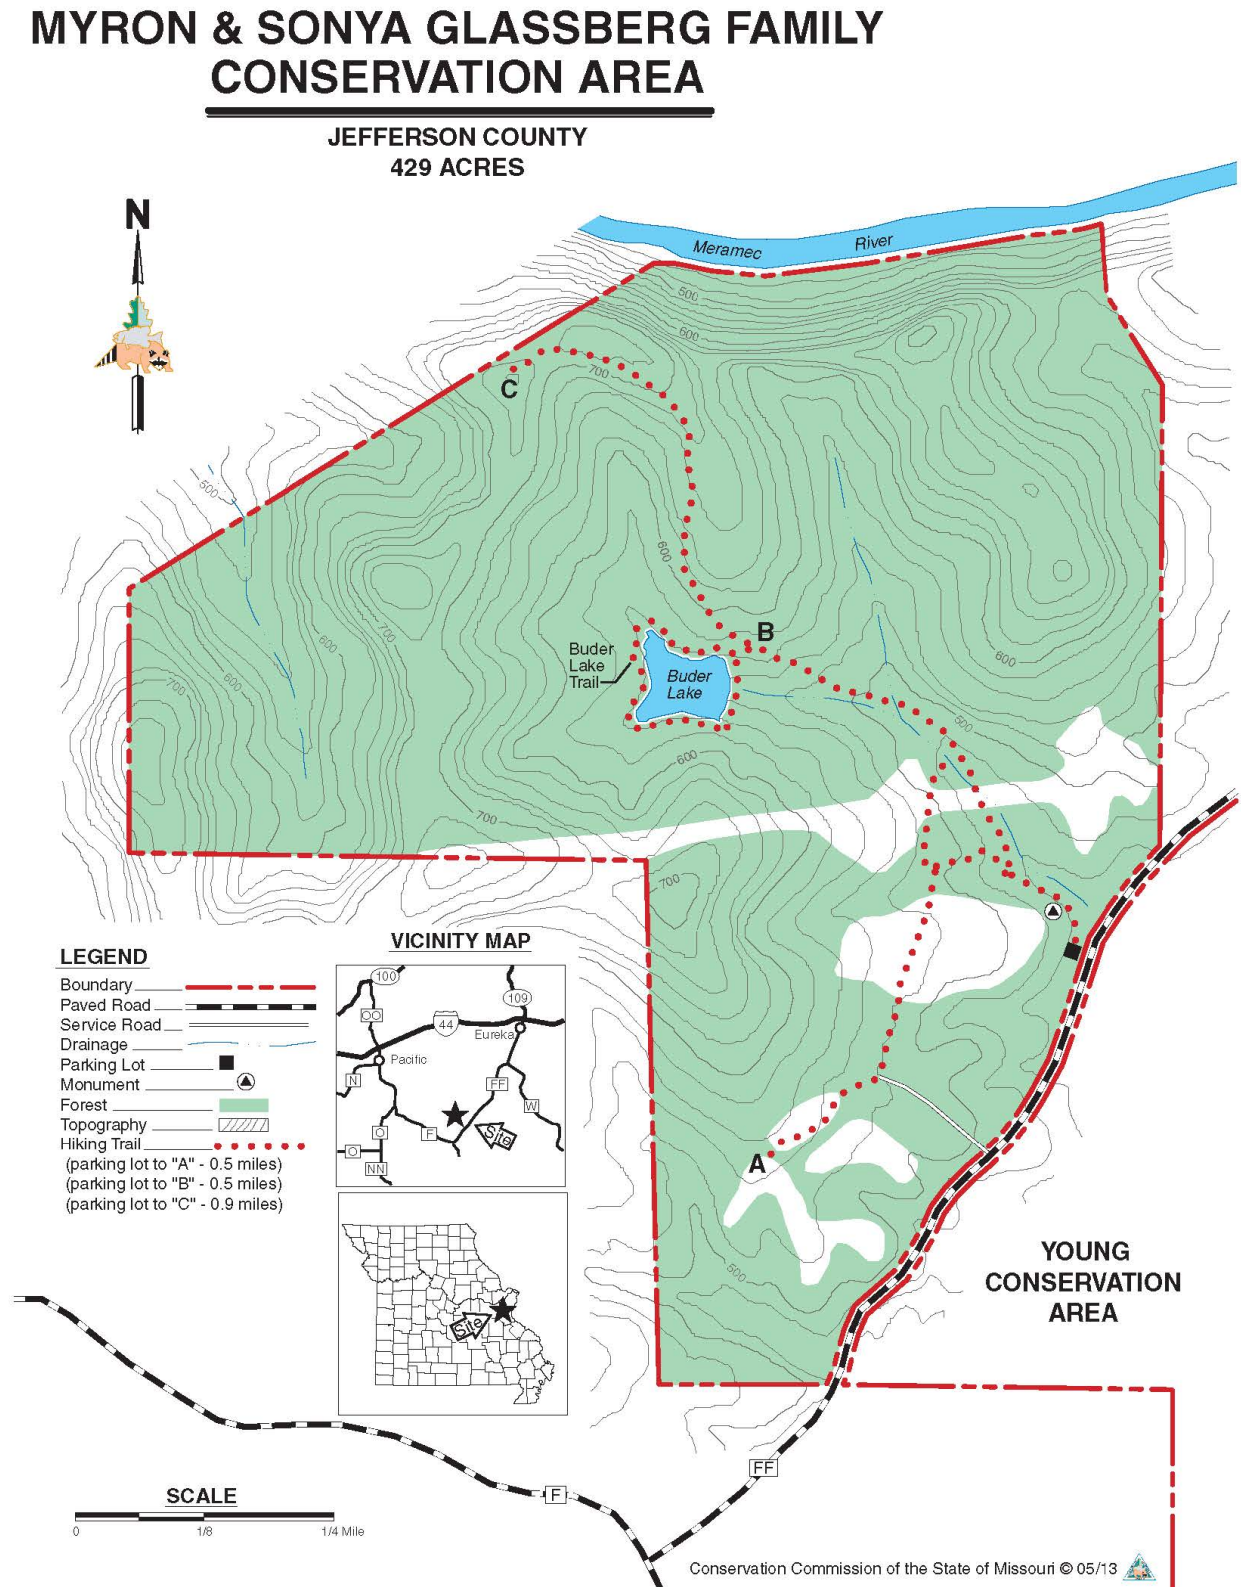 MYRON & SONYA GLASSBERG FAMILY
CONSERVATION AREA
JEFFERSON COUNTY
429 ACRES
N
Meramec
River
500
600
700
C
500
600
B
Buder
Lake
Trail
Buder
Lake
600
700
600
600
700
500
600
700
700
A
500
LEGEND
Boundary
Paved Road
Service Road
Drainage
Parking Lot
Monument
Forest
Topography
Hiking Trail
(parking lot to "A" - 0.5 miles)
(parking lot to "B" - 0.5 miles)
(parking lot to "C" - 0.9 miles)
VICINITY MAP
100
109
OO
44
Eureka
Pacific
N
FF
W
O
F
Site
O
NN
Site
YOUNG
CONSERVATION
AREA
FF
F
SCALE
0 1/8 1/4 Mile
Conservation Commission of the State of Missouri © 05/13